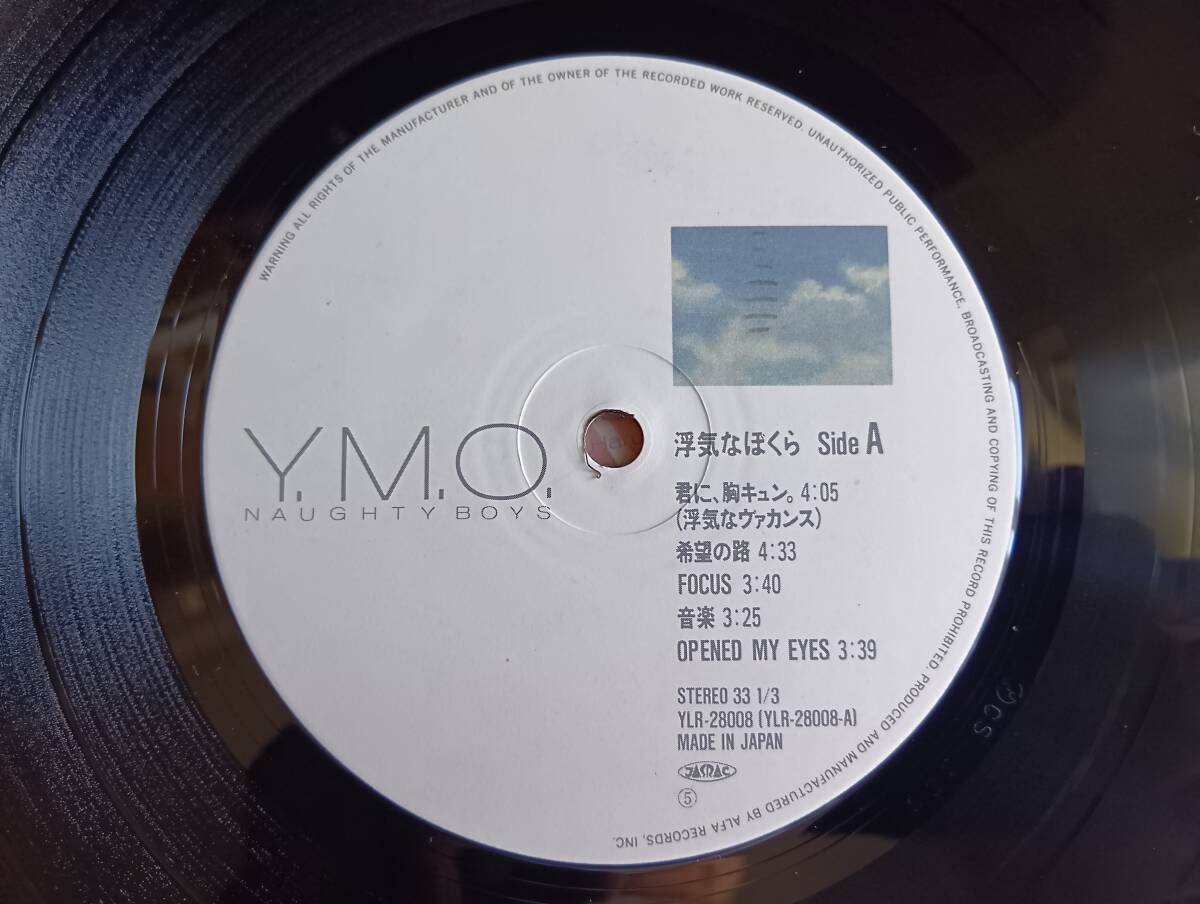 WARNING ALL RIGHTS OF THE MANUFACTURER AND OF THE OWNER OF THE RECORDED WORK RESERVED. UNAUTHORIZED PUBLIC PERFORMANCE, BROADCASTING AND COPYING OF THIS RECORD PROHIBITED. PRODUCED AND MANUFACTURED BY ALFA RECORDS, INC.
Y.M.O.
NAUGHTY BOYS
浮気なぼくら Side A
君に、胸キュン。4:05
(浮気なヴァカンス)
希望の路 4:33
FOCUS 3:40
音楽 3:25
OPENED MY EYES 3:39
STEREO 33 1/3
YLR-28008 (YLR-28008-A)
MADE IN JAPAN
JASRAC
⑤